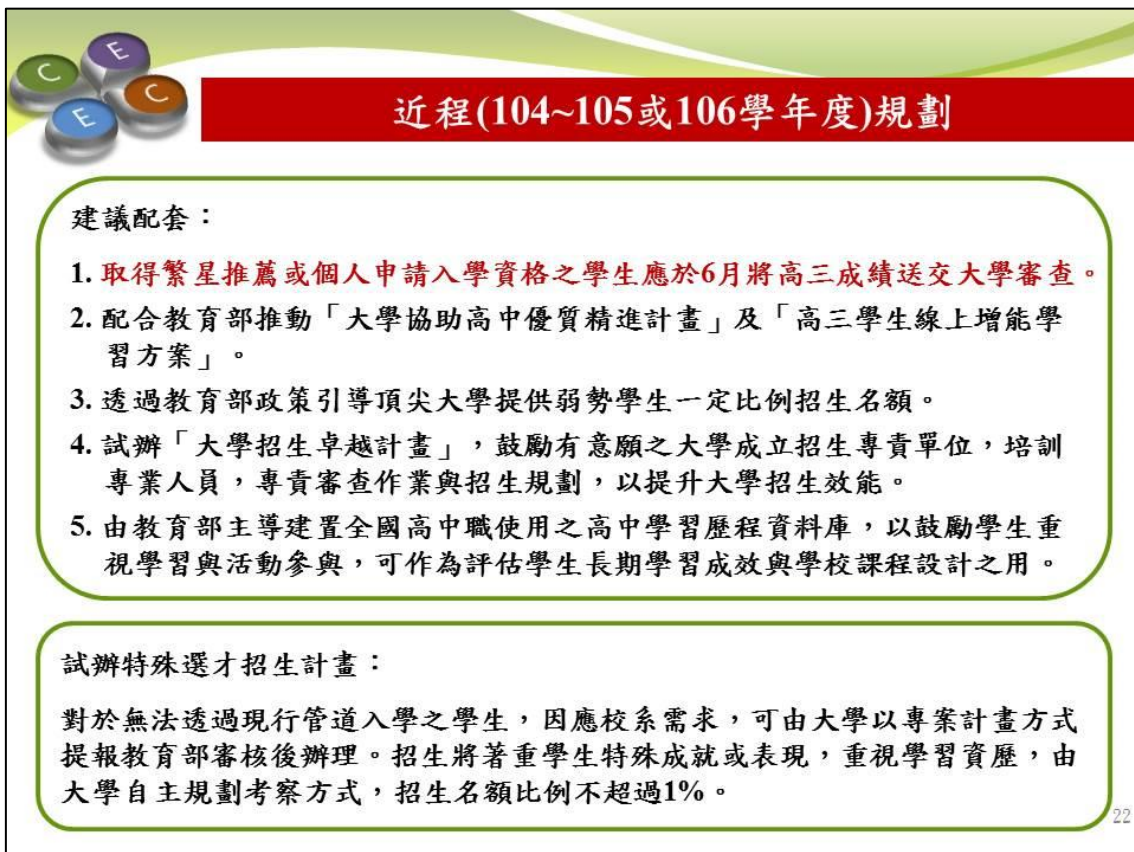 C E
E C
近程(104~105或106學年度)規劃
建議配套：
1. 取得繁星推薦或個人申請入學資格之學生應於6月將高三成績送交大學審查。
2. 配合教育部推動「大學協助高中優質精進計畫」及「高三學生線上增能學
習方案」。
3. 透過教育部政策引導頂尖大學提供弱勢學生一定比例招生名額。
4. 試辦「大學招生卓越計畫」，鼓勵有意願之大學成立招生專責單位，培訓
專業人員，專責審查作業與招生規劃，以提升大學招生效能。
5. 由教育部主導建置全國高中職使用之高中學習歷程資料庫，以鼓勵學生重
視學習與活動參與，可作為評估學生長期學習成效與學校課程設計之用。
試辦特殊選才招生計畫：
對於無法透過現行管道入學之學生，因應校系需求，可由大學以專案計畫方式
提報教育部審核後辦理。招生將著重學生特殊成就或表現，重視學習資歷，由
大學自主規劃考察方式，招生名額比例不超過1%。
22